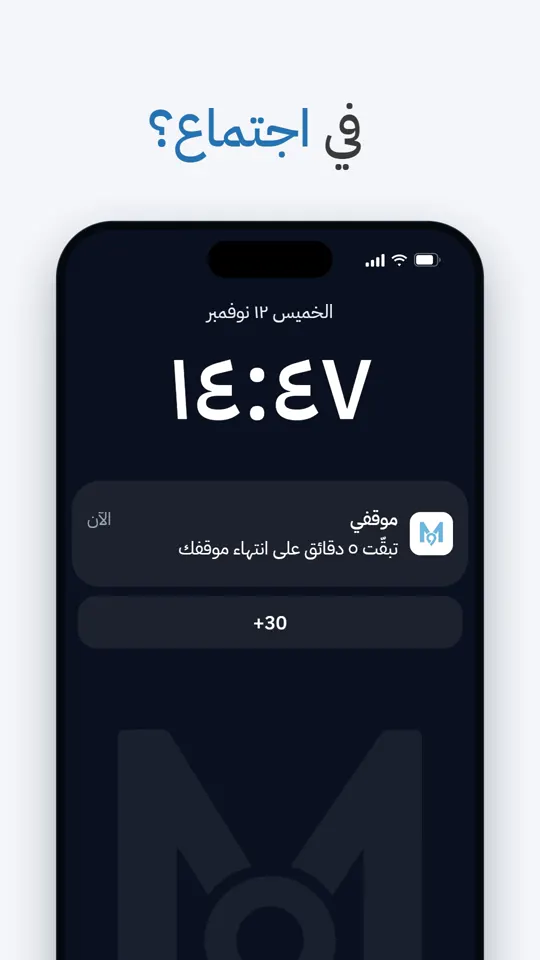 في اجتماع؟
الخميس ١٢ نوفمبر
١٤:٤٧
موقفي
الآن
تبقّت ٥ دقائق على انتهاء موقفك
+30